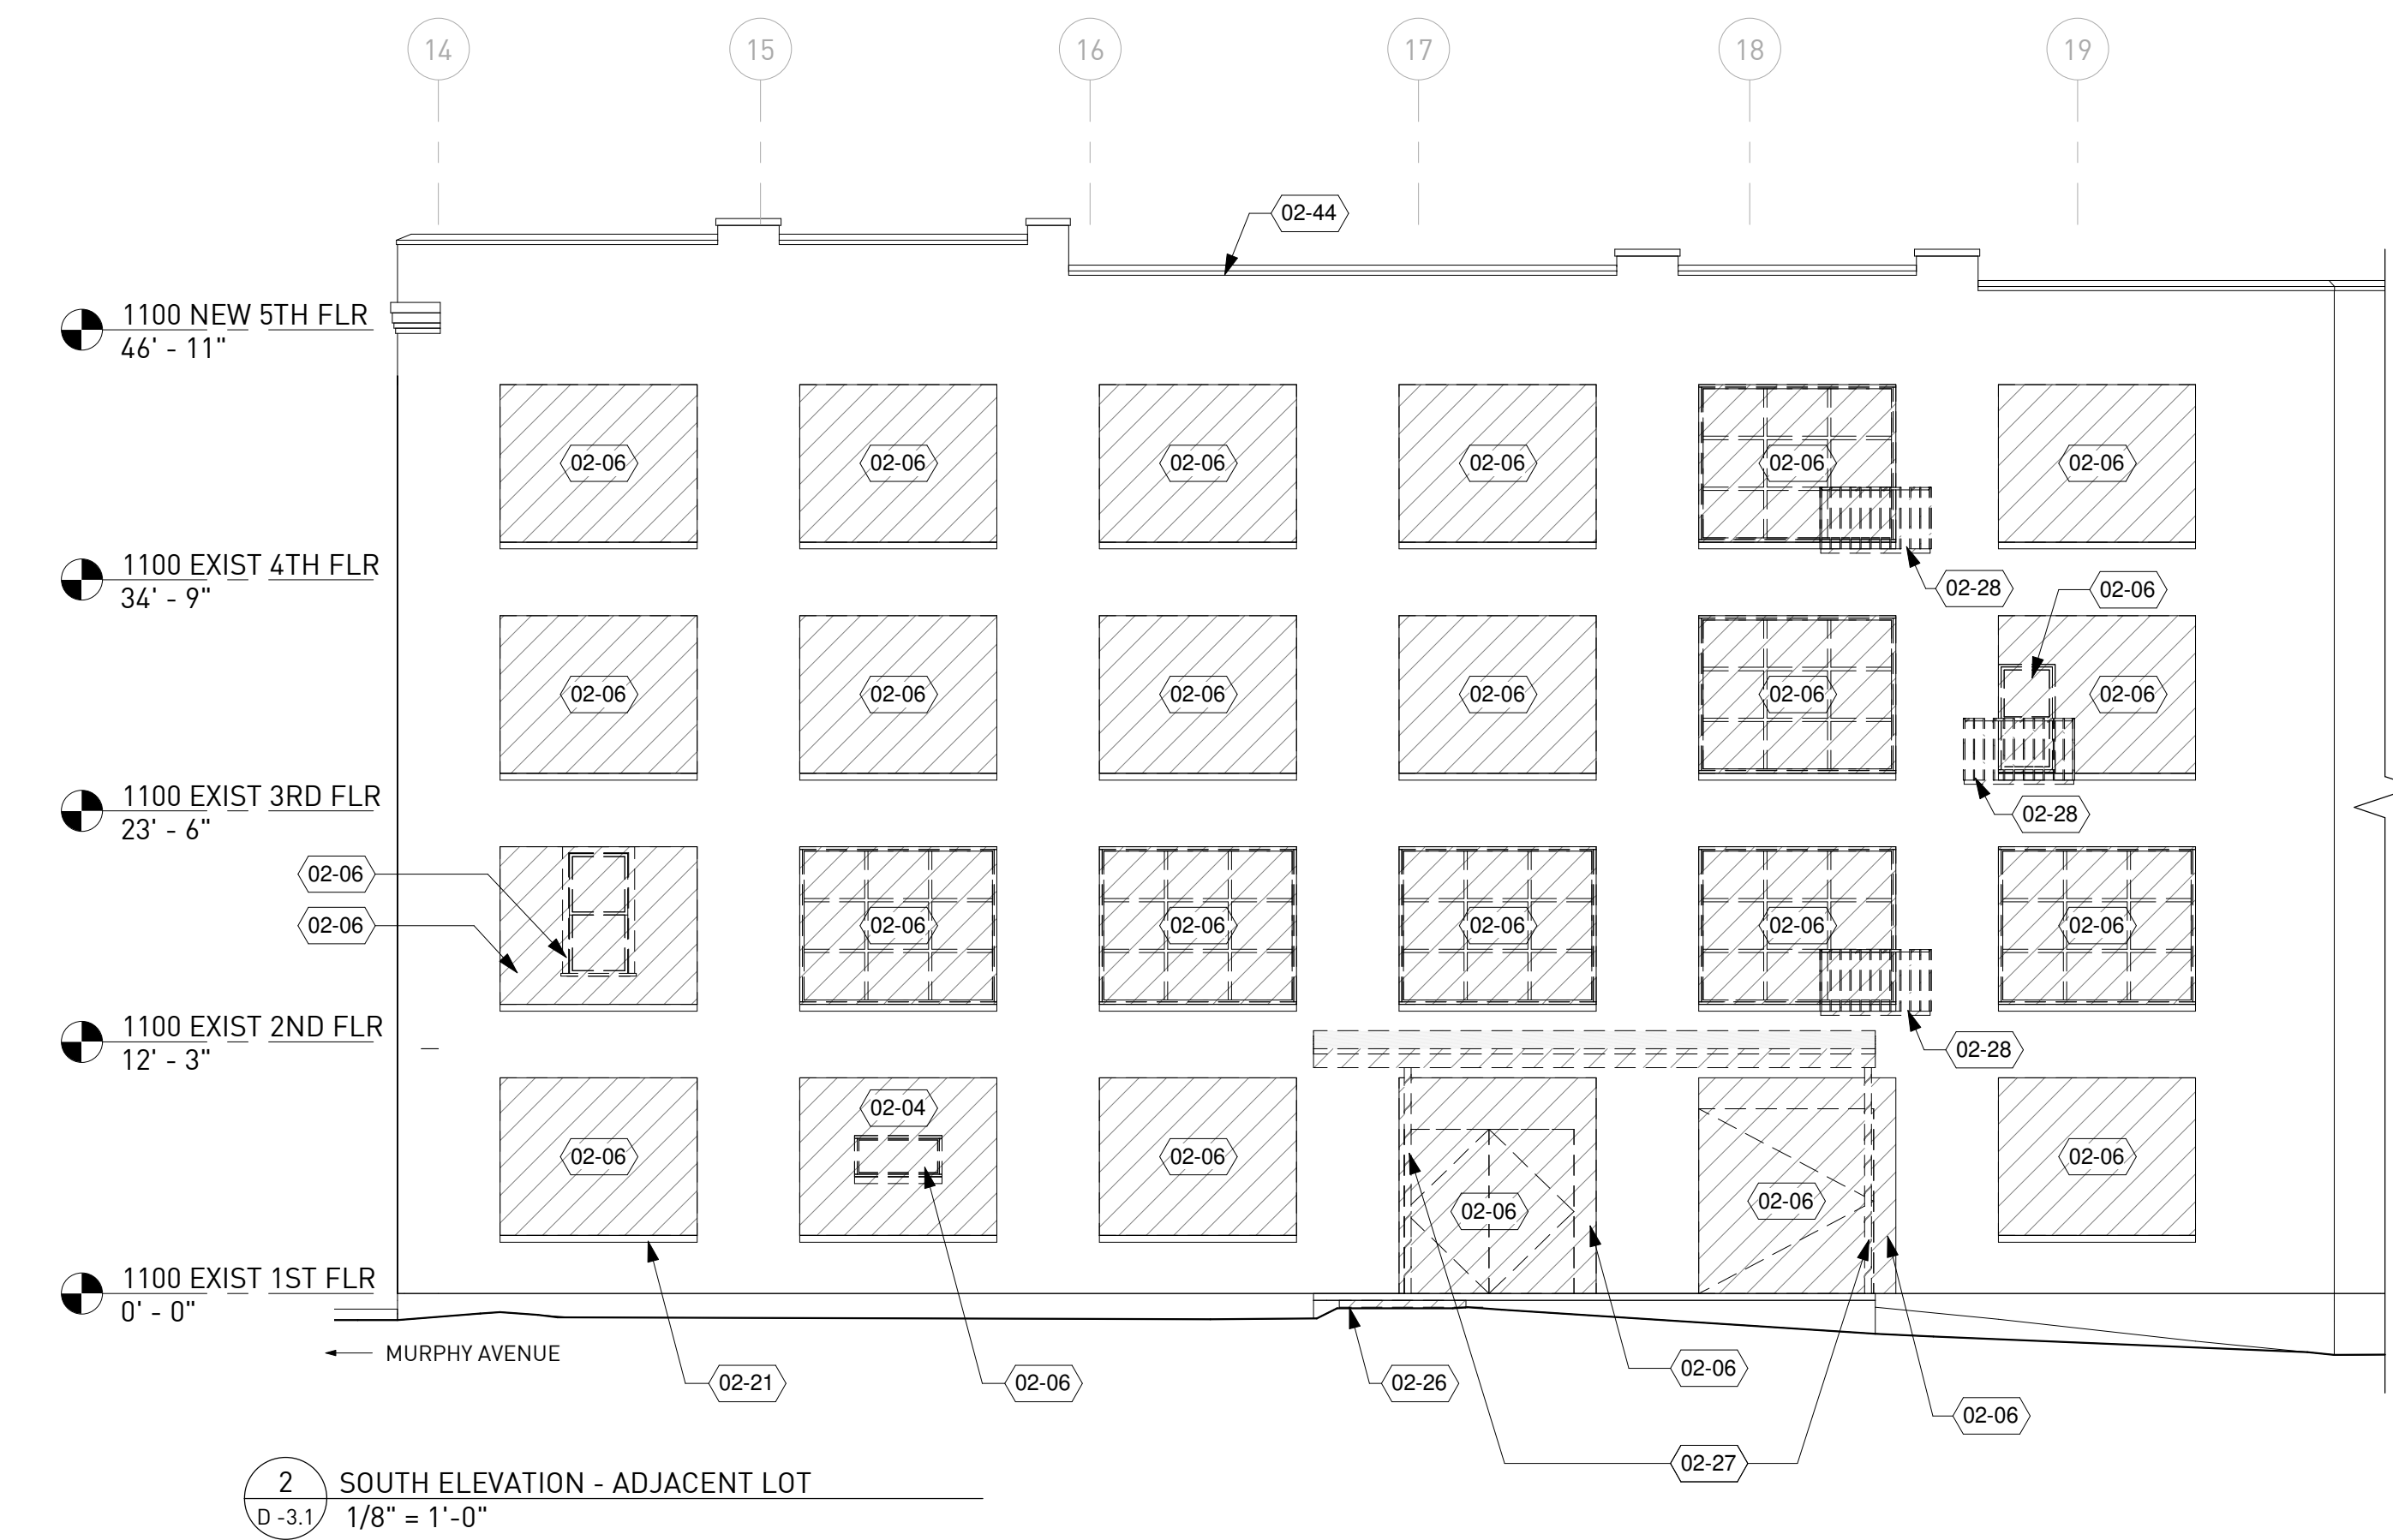 14 15 16 17 18 19
02-44
1100 NEW 5TH FLR
46' - 11"
02-06 02-06 02-06 02-06 02-06 02-06
1100 EXIST 4TH FLR
34' - 9"
02-28 02-06
02-06 02-06 02-06 02-06 02-06 02-06
1100 EXIST 3RD FLR
23' - 6"
02-28
02-06
02-06 02-06 02-06 02-06 02-06 02-06
1100 EXIST 2ND FLR
12' - 3"
02-28
02-04
02-06 02-06 02-06
02-06 02-06
1100 EXIST 1ST FLR
0' - 0"
MURPHY AVENUE
02-21 02-06 02-26 02-06
02-06
02-27
2 SOUTH ELEVATION - ADJACENT LOT
D -3.1 1/8" = 1'-0"